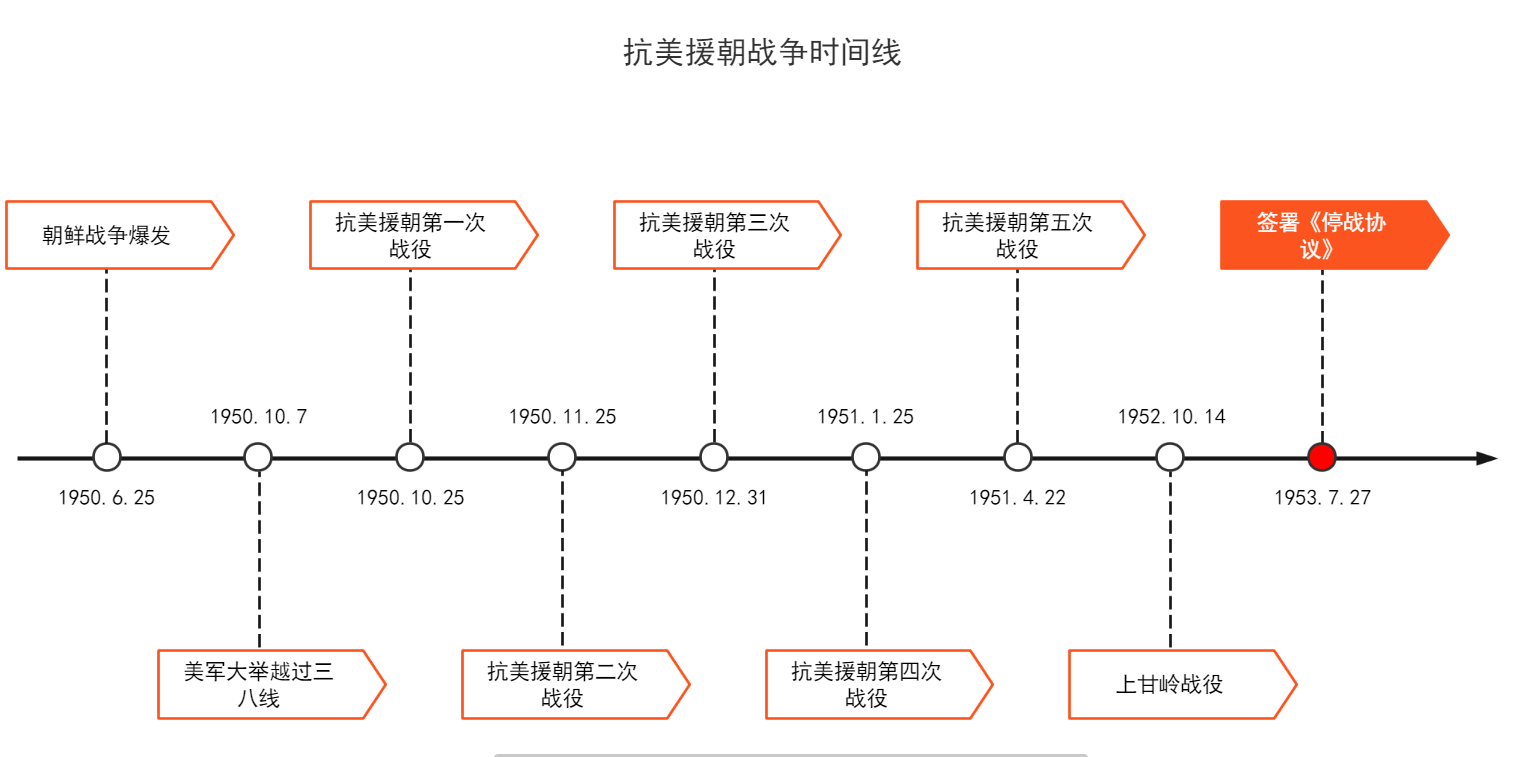 抗美援朝战争时间线
朝鲜战争爆发
抗美援朝第一次
战役
抗美援朝第三次
战役
抗美援朝第五次
战役
签署《停战协
议》
1950.10.7
1950.11.25
1951.1.25
1952.10.14
1950.6.25
1950.10.25
1950.12.31
1951.4.22
1953.7.27
美军大举越过三
八线
抗美援朝第二次
战役
抗美援朝第四次
战役
上甘岭战役